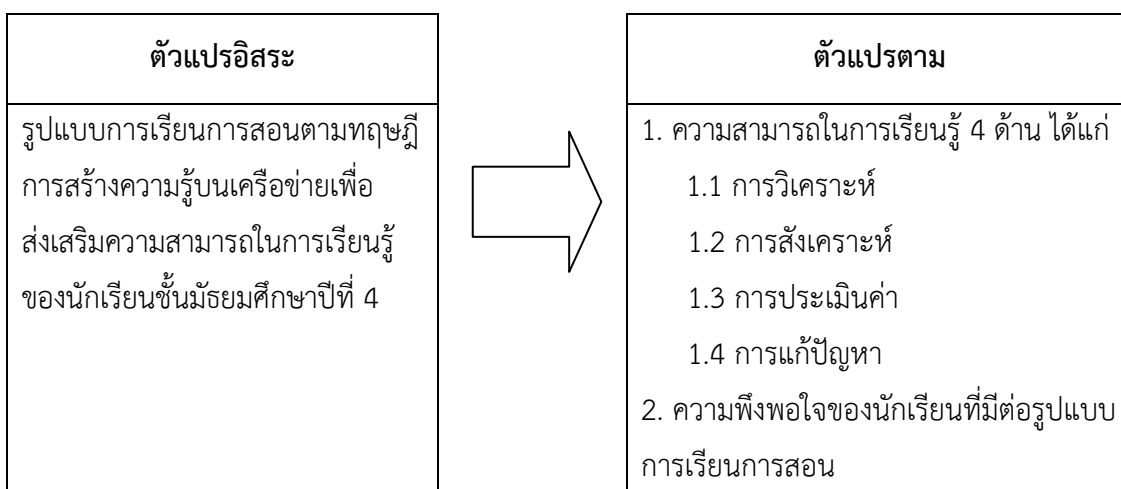 ตัวแปรอิสระ
รูปแบบการเรียนการสอนตามทฤษฎี
การสร้างความรู้บนเครือข่ายเพื่อ
ส่งเสริมความสามารถในการเรียนรู้
ของนักเรียนชั้นมัธยมศึกษาปีที่ 4
ตัวแปรตาม
1. ความสามารถในการเรียนรู้ 4 ด้าน ได้แก่
1.1 การวิเคราะห์
1.2 การสังเคราะห์
1.3 การประเมินค่า
1.4 การแก้ปัญหา
2. ความพึงพอใจของนักเรียนที่มีต่อรูปแบบ
การเรียนการสอน